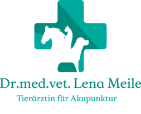 Dr.med.vet. Lena Meile
Tierärztin für Akupunktur